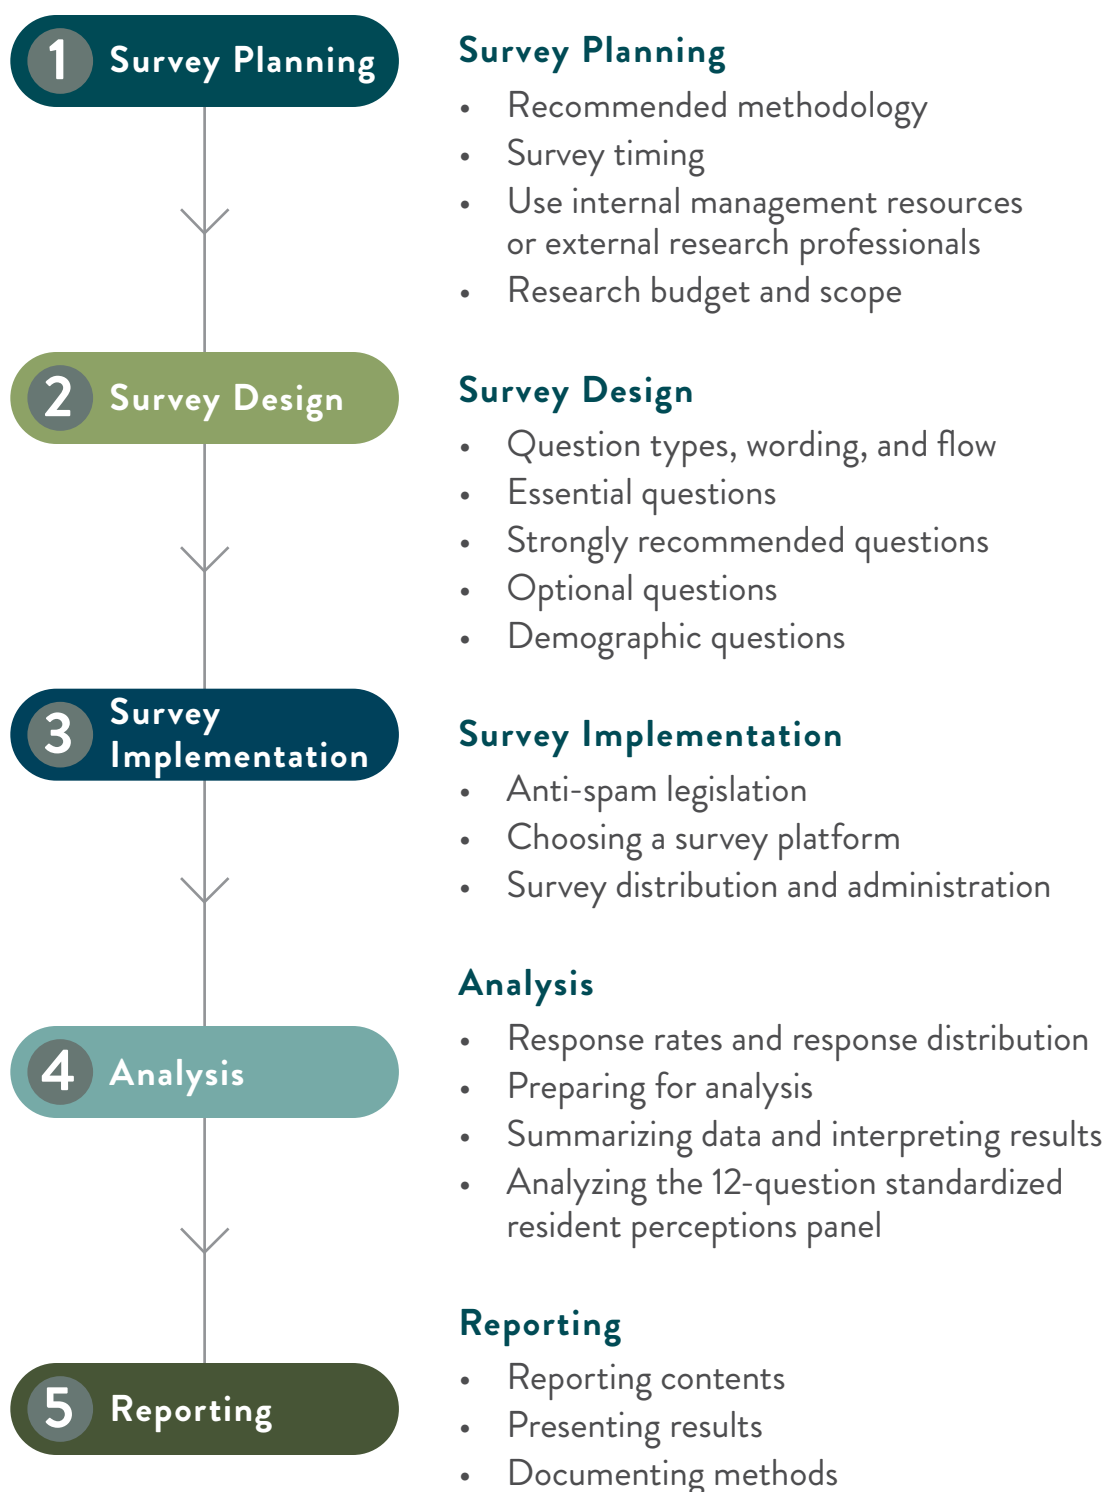 1 Survey Planning
Survey Planning
• Recommended methodology
• Survey timing
• Use internal management resources
or external research professionals
• Research budget and scope
2 Survey Design
Survey Design
• Question types, wording, and flow
• Essential questions
• Strongly recommended questions
• Optional questions
• Demographic questions
3 Survey
Implementation
Survey Implementation
• Anti-spam legislation
• Choosing a survey platform
• Survey distribution and administration
4 Analysis
Analysis
• Response rates and response distribution
• Preparing for analysis
• Summarizing data and interpreting results
• Analyzing the 12-question standardized
resident perceptions panel
5 Reporting
Reporting
• Reporting contents
• Presenting results
• Documenting methods